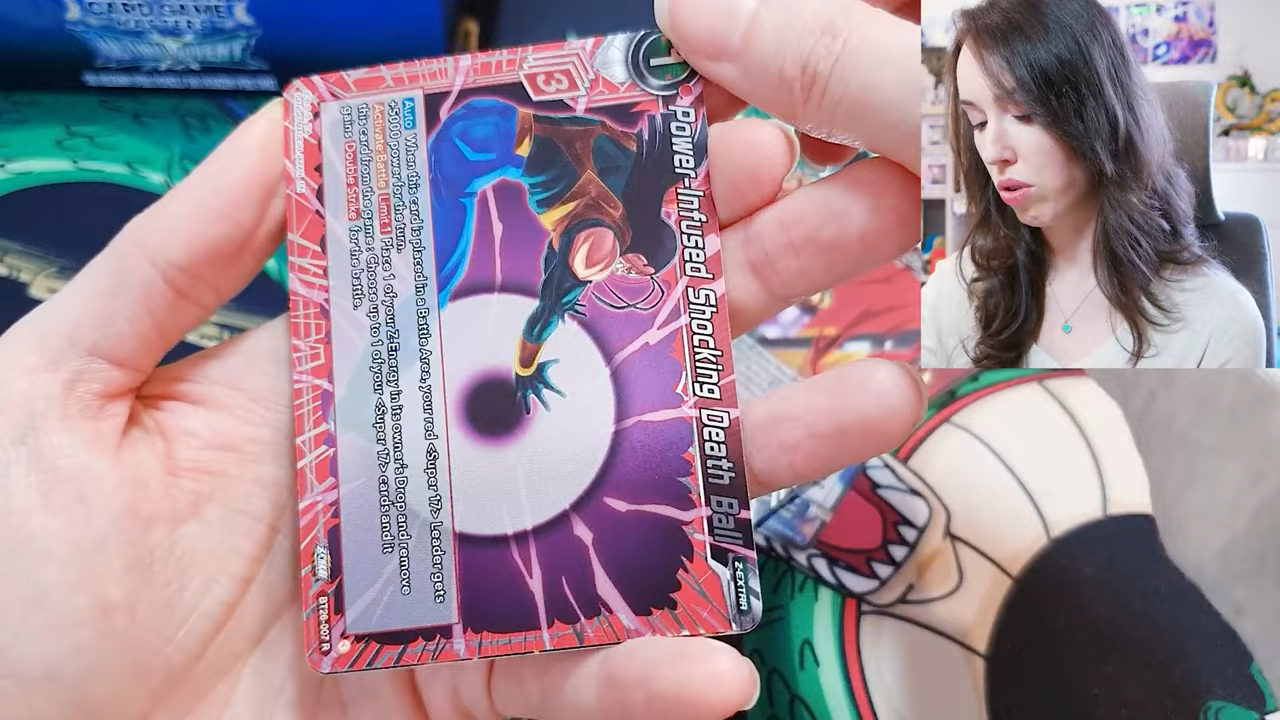 CARD GAME
MASTERS
3
Power-Infused Shocking Death Ball
Z-EXTRA
Auto When this card is placed in a Battle Area, your red <Super 17> Leader gets
+5000 power for the turn.
Activate:Battle Limit 1 Place 1 of your Z-Energy in its owner's Drop and remove
this card from the game : Choose up to 1 of your <Super 17> cards and it
gains Double Strike for the battle.
BT26-007 R